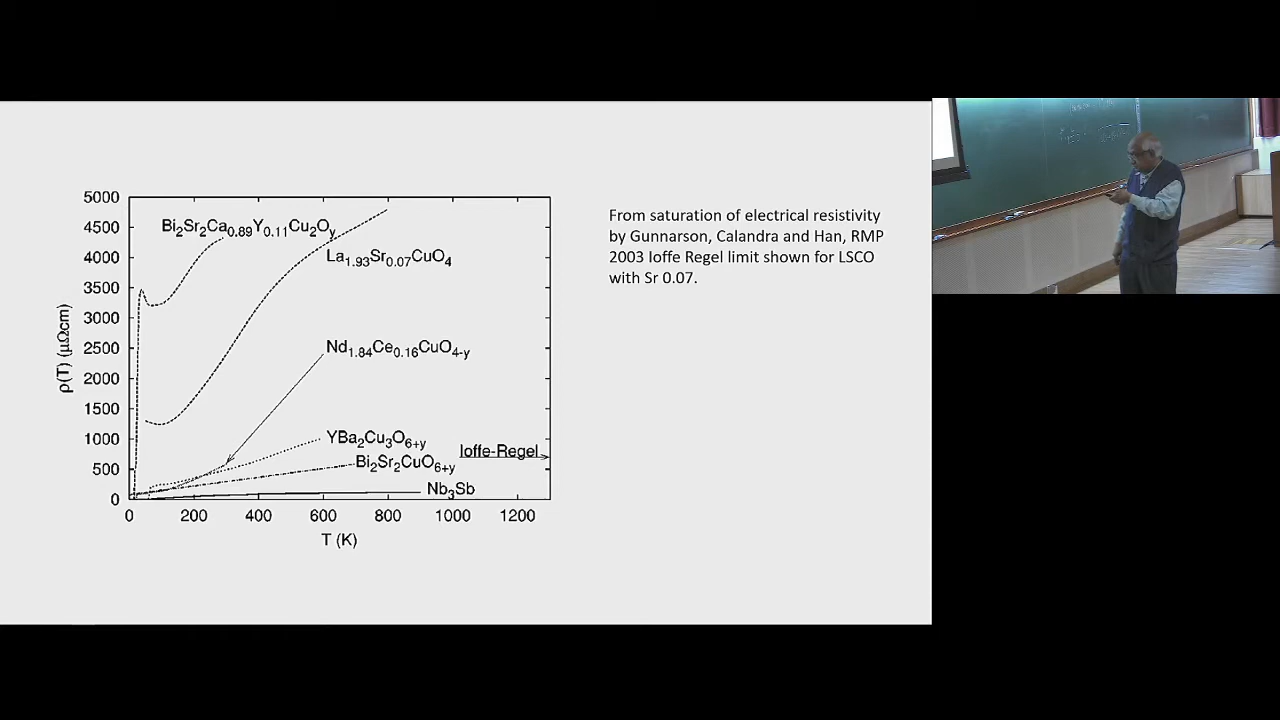 5000
4500
4000
3500
3000
2500
2000
1500
1000
500
0
ρ(T) (μΩcm)
0 200 400 600 800 1000 1200
T (K)
Bi₂Sr₂Ca₀.₈₉Y₀.₁₁Cu₂Oy
La₁.₉₃Sr₀.₀₇CuO₄
Nd₁.₈₄Ce₀.₁₆CuO₄₋y
YBa₂Cu₃O₆₊y
Ioffe-Regel
Bi₂Sr₂CuO₆₊y
Nb₃Sb
From saturation of electrical resistivity
by Gunnarson, Calandra and Han, RMP
2003 Ioffe Regel limit shown for LSCO
with Sr 0.07.